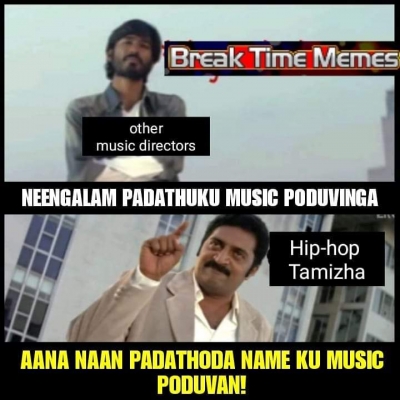 Break Time Memes
other
music directors
NEENGALAM PADATHUKU MUSIC PODUVINGA
Hip-hop
Tamizha
AANA NAAN PADATHODA NAME KU MUSIC
PODUVAN!